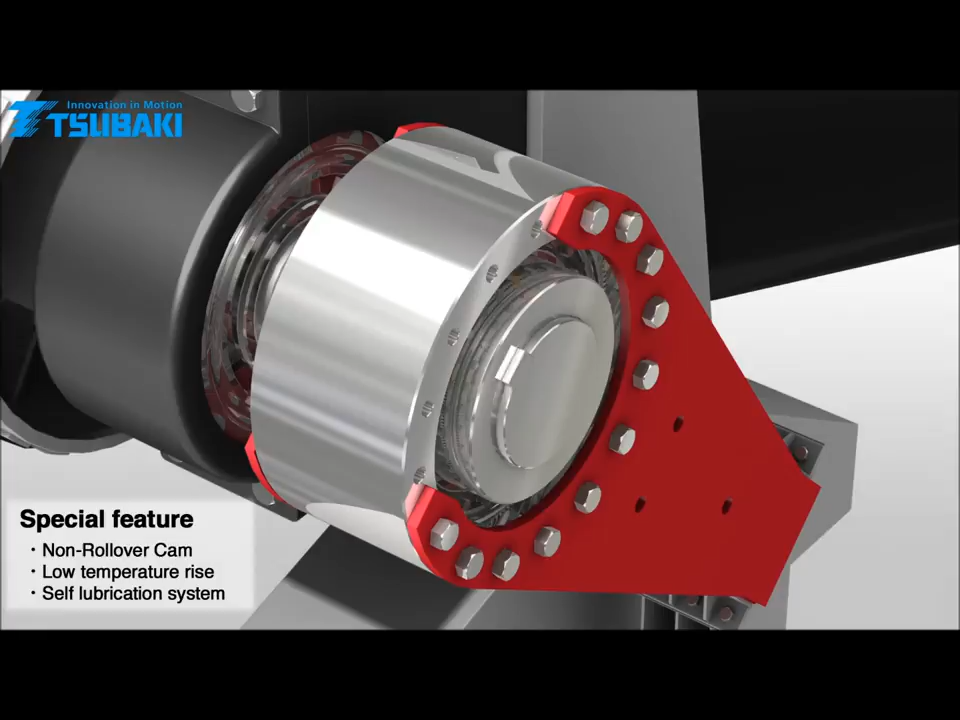 Innovation in Motion
TSUBAKI
Special feature
・Non-Rollover Cam
・Low temperature rise
・Self lubrication system